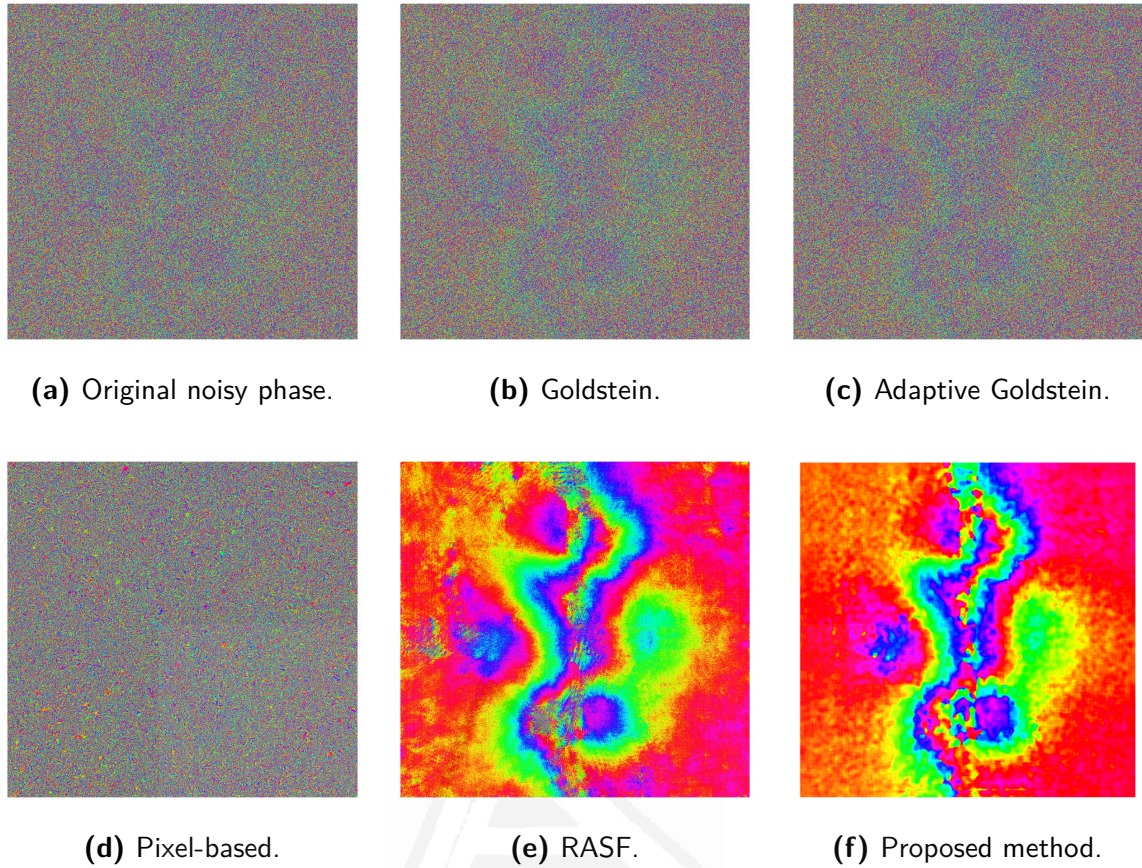 (a) Original noisy phase.
(b) Goldstein.
(c) Adaptive Goldstein.
(d) Pixel-based.
(e) RASF.
(f) Proposed method.